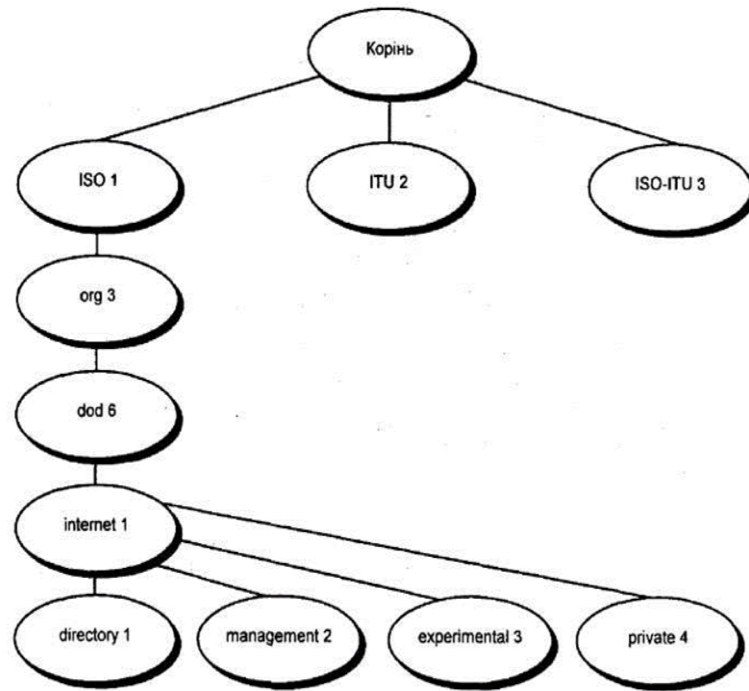 Корінь
ISO 1
ITU 2
ISO-ITU 3
org 3
dod 6
internet 1
directory 1
management 2
experimental 3
private 4